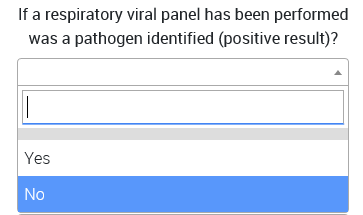 If a respiratory viral panel has been performed
was a pathogen identified (positive result)?
Yes
No